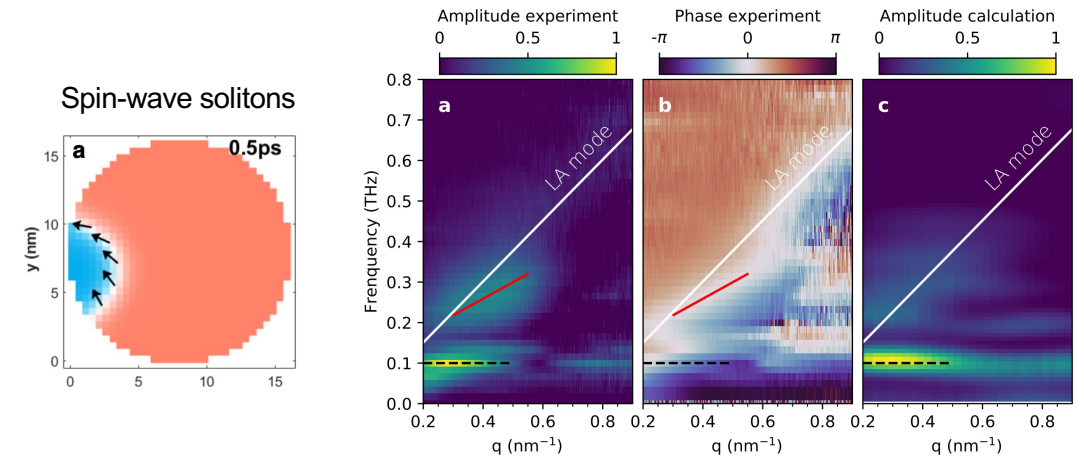 Spin-wave solitons
a
0.5ps
15
10
5
0
y (nm)
0
5
10
15
Amplitude experiment
0
0.5
1
Phase experiment
-π
0
π
Amplitude calculation
0
0.5
1
a
b
c
LA mode
LA mode
LA mode
Frenquency (THz)
0.8
0.7
0.6
0.5
0.4
0.3
0.2
0.1
0.0
0.2
0.4
0.6
0.8
q (nm⁻¹)
0.2
0.4
0.6
0.8
q (nm⁻¹)
0.2
0.4
0.6
0.8
q (nm⁻¹)